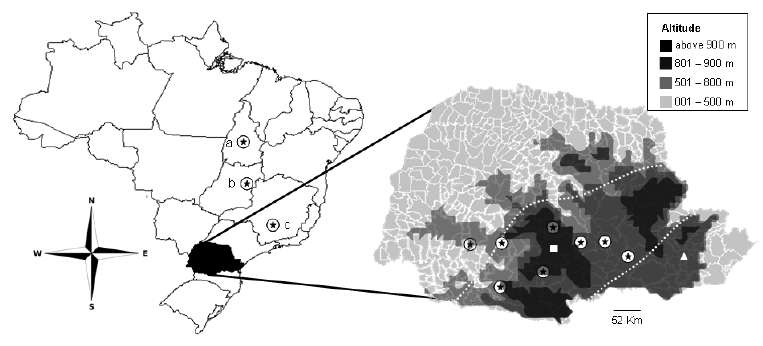 Altitude
above 900 m
801 – 900 m
501 – 800 m
001 – 500 m
a
b
c
N
W E
S
52 Km